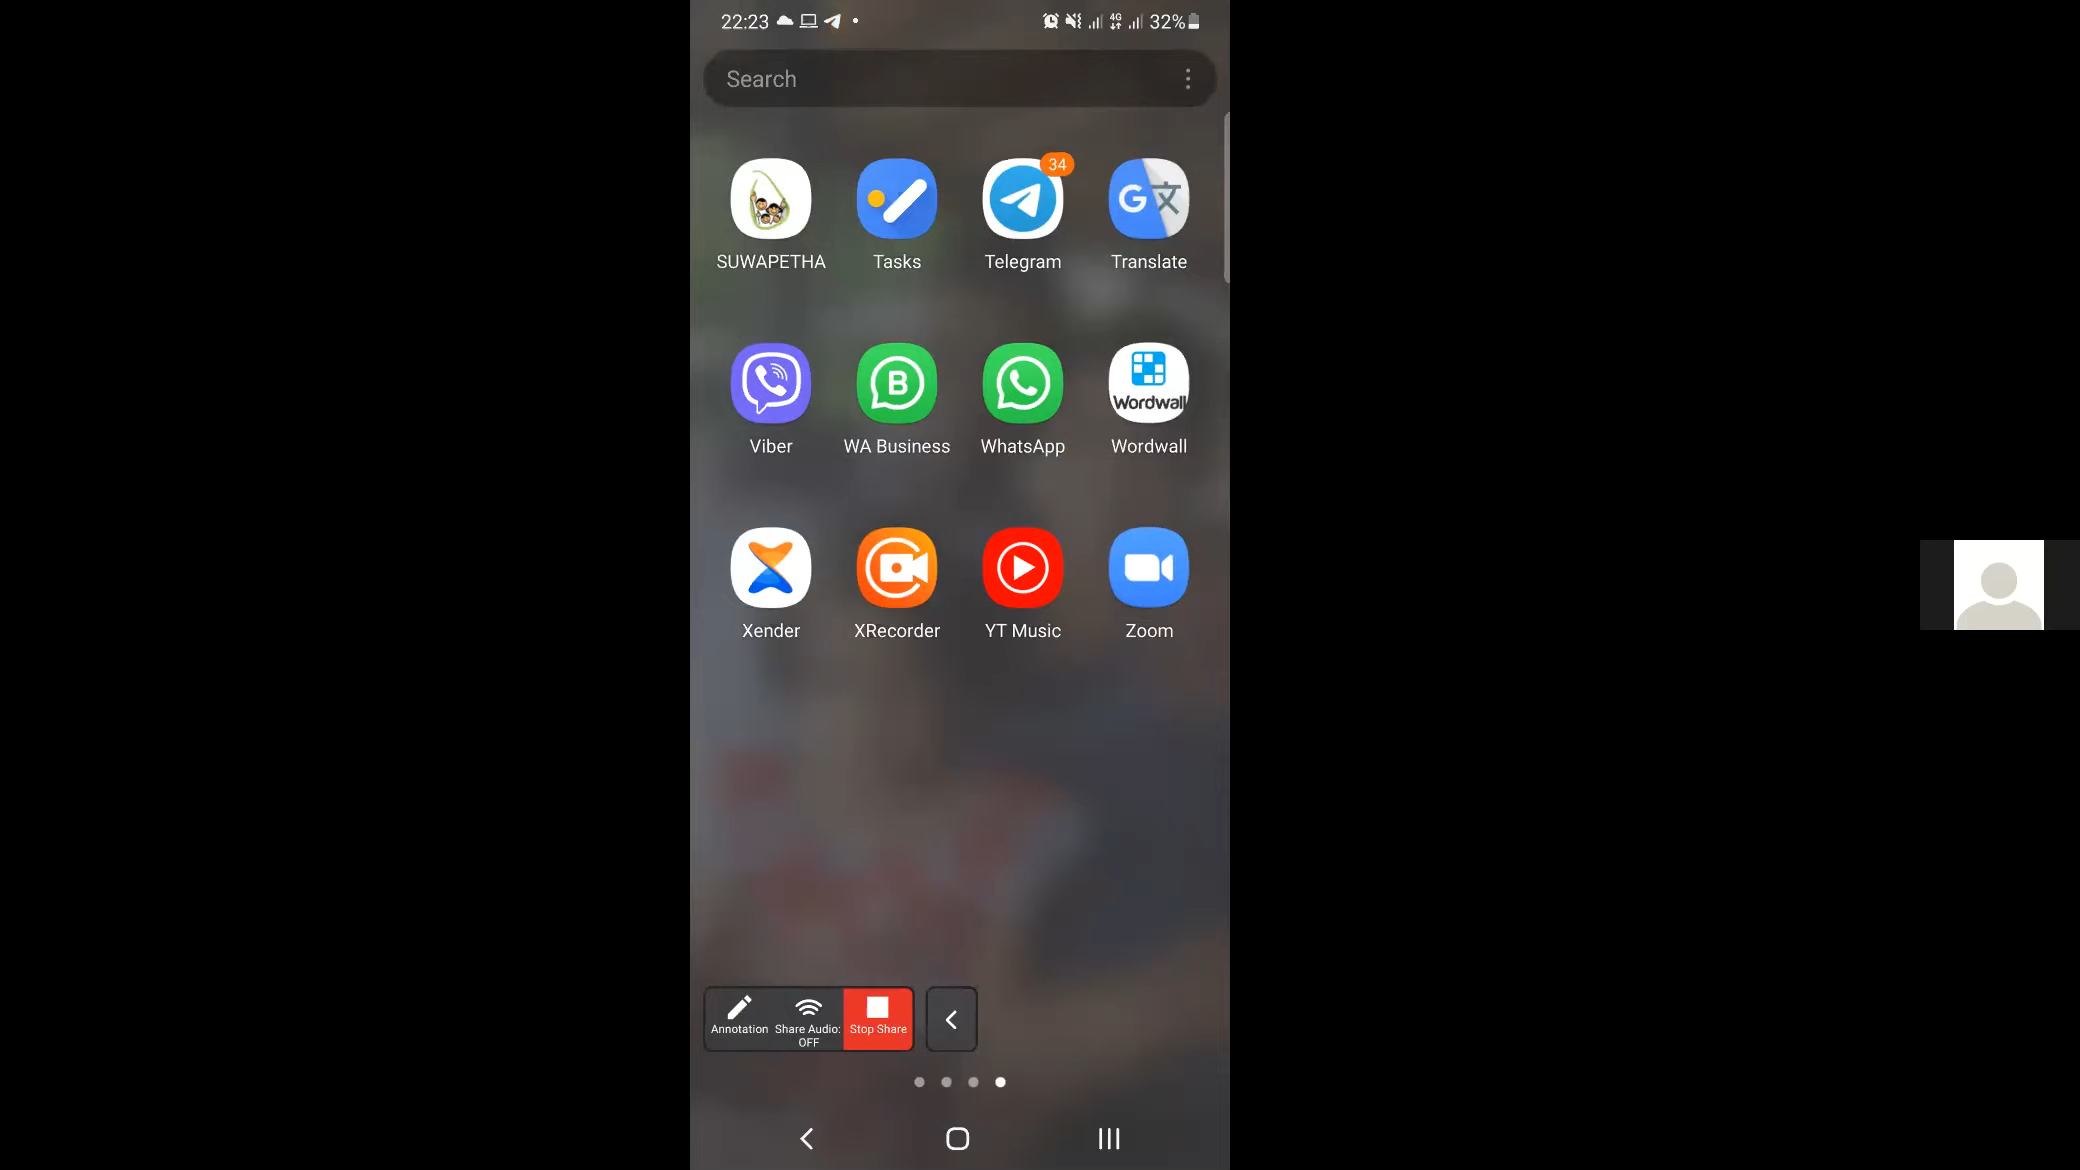 22:23 4G 32%
Search
34
SUWAPETHA Tasks Telegram Translate
B Wordwall
Viber WA Business WhatsApp Wordwall
Xender XRecorder YT Music Zoom
Annotation Share Audio: Stop Share
OFF